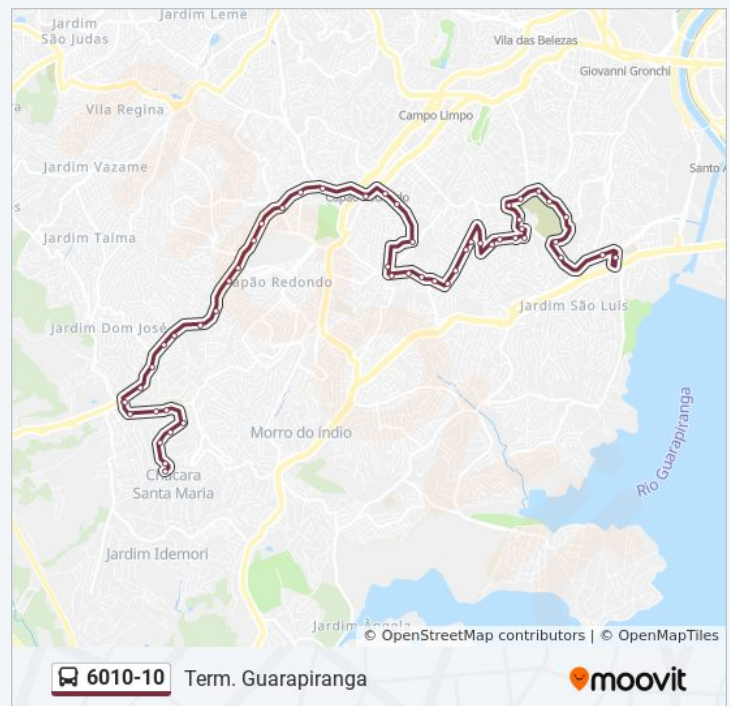 Jardim Leme
Jardim
São Judas
Vila das Belezas
Giovanni Gronchi
Vila Regina
Campo Limpo
Jardim Vazame
Santo A
s
Jardim Taima
pão Redondo
Jardim São Luís
Jardim Dom José
Morro do Índio
Rio Guarapiranga
Chácara
Santa Maria
Jardim Idemori
Jardim Ângela
© OpenStreetMap contributors | © OpenMapTiles
6010-10 Term. Guarapiranga
moovit